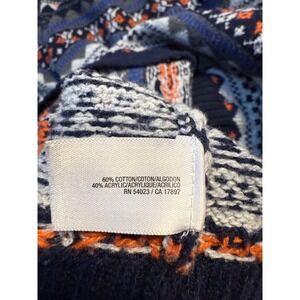 60% COTTON/COTON/ALGODON
40% ACRYLIC/ACRYLIQUE/ACRILICO
RN 54023 / CA 17897